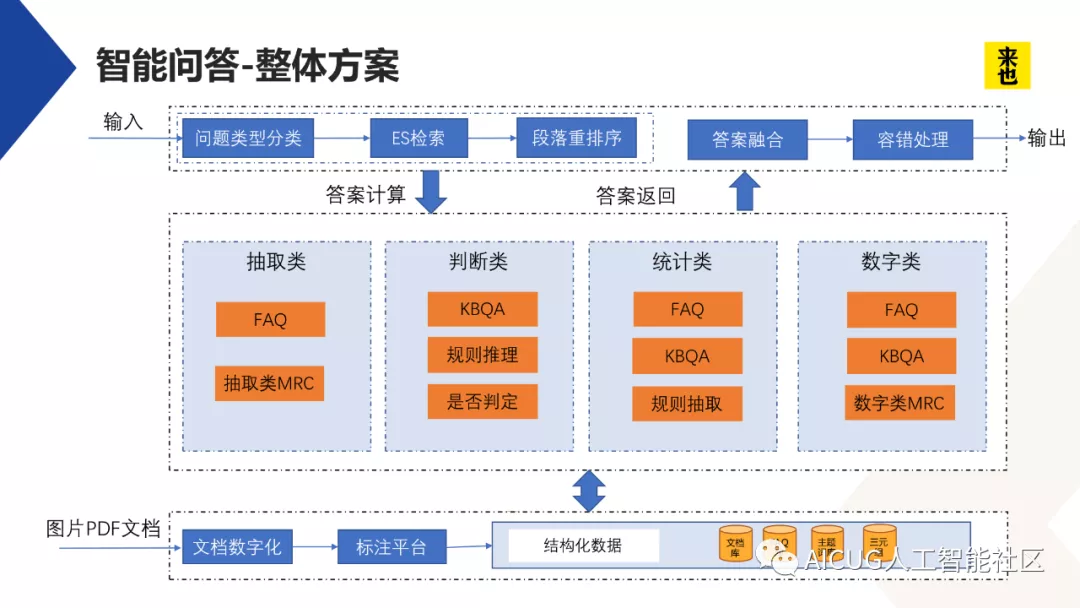 智能问答-整体方案
来也
输入
问题类型分类
ES检索
段落重排序
答案融合
容错处理
输出
答案计算
答案返回
抽取类
判断类
统计类
数字类
FAQ
抽取类MRC
KBQA
规则推理
是否判定
FAQ
KBQA
规则抽取
FAQ
KBQA
数字类MRC
图片PDF文档
文档数字化
标注平台
结构化数据
文档
库
主题
三元
AICUG人工智能社区